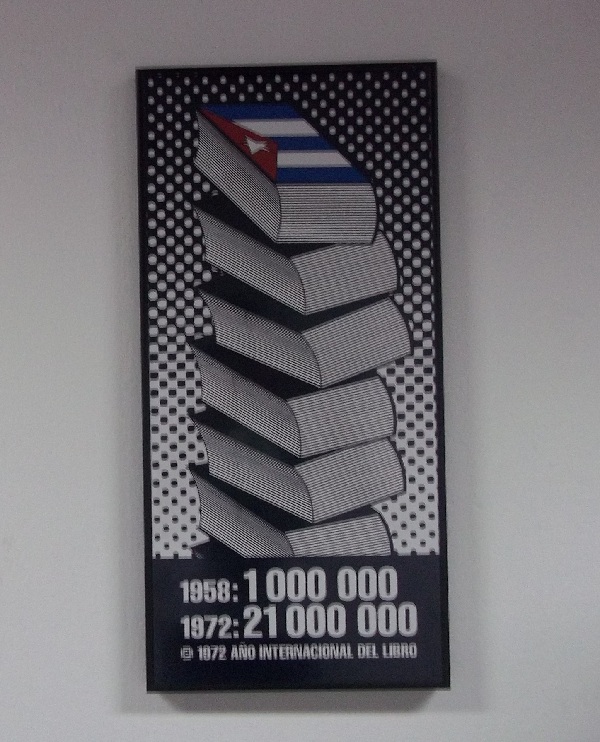 1958: 1 000 000
1972: 21 000 000
1972 AÑO INTERNACIONAL DEL LIBRO